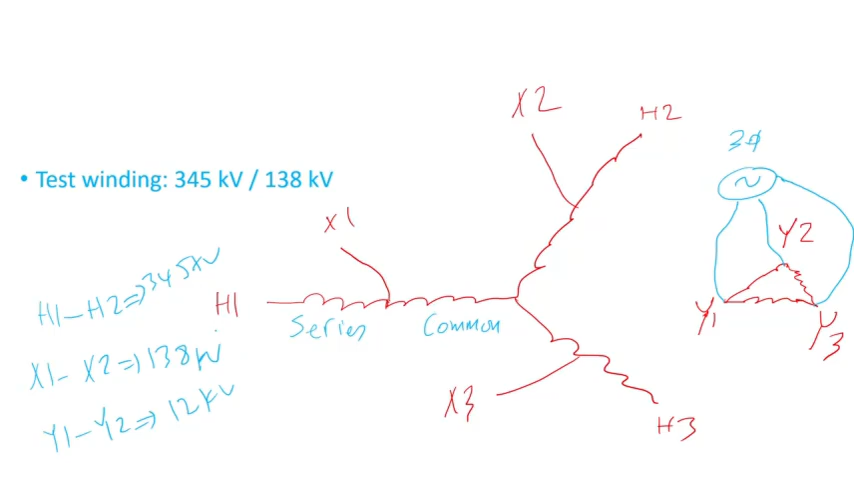 X2
H2
3Φ
• Test winding: 345 kV / 138 kV
~
X1
Y2
H1-H2⇒345kV
H1
Y1
Series
Common
Y3
X1-X2⇒138kV
X3
Y1-Y2⇒12kV
H3